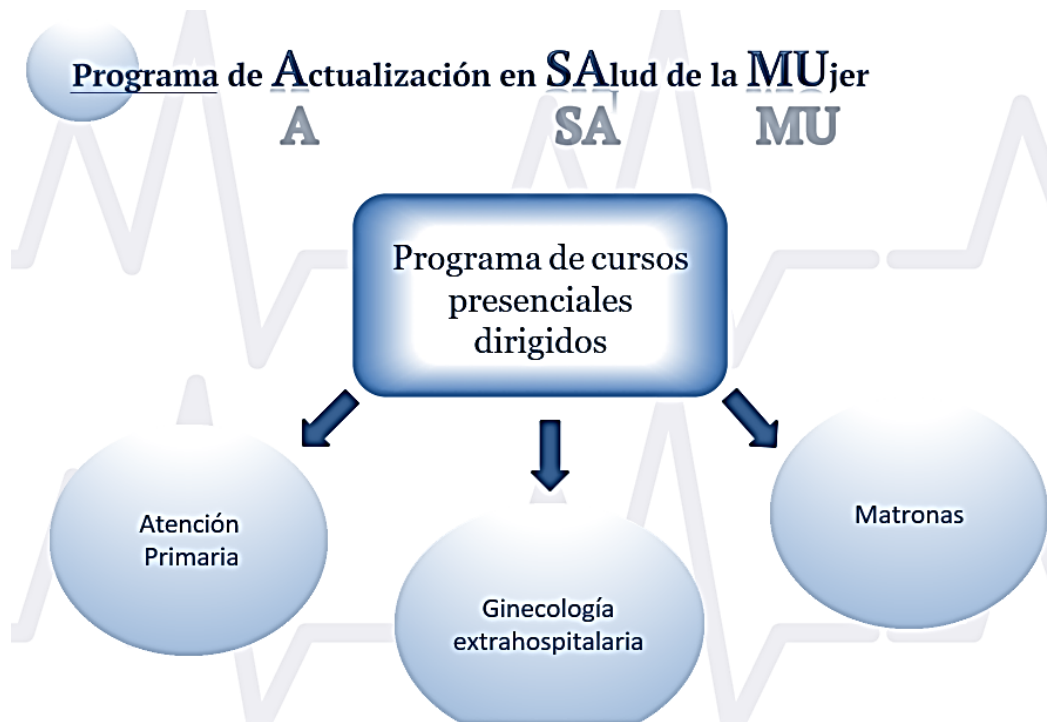 Programa de Actualización en SAlud de la MUjer
A SA MU
Programa de cursos
presenciales
dirigidos
Atención
Primaria
Ginecología
extrahospitalaria
Matronas